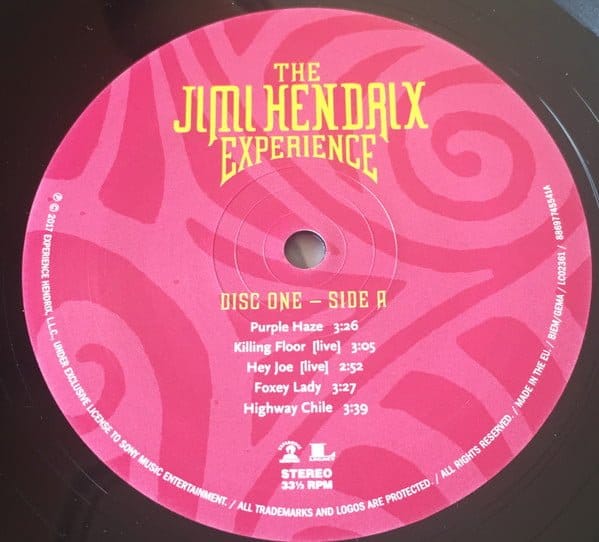 THE
JIMI HENDRIX
EXPERIENCE
DISC ONE – SIDE A
Purple Haze 3:26
Killing Floor [live] 3:05
Hey Joe [live] 2:52
Foxey Lady 3:27
Highway Chile 3:39
LEGACY
STEREO
33⅓ RPM
℗ © 2017 EXPERIENCE HENDRIX, L.L.C., UNDER EXCLUSIVE LICENSE TO SONY MUSIC ENTERTAINMENT. / ALL TRADEMARKS AND LOGOS ARE PROTECTED. / ALL RIGHTS RESERVED. / MADE IN THE EU. / BIEM/GEMA / LC02361 / 88697745541A